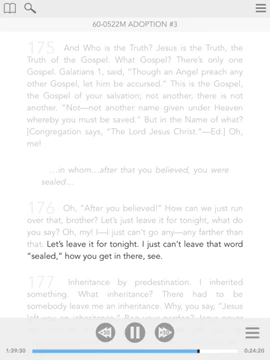 60-0522M ADOPTION #3
175 And Who is the Truth? Jesus is the Truth, the
Truth of the Gospel. What Gospel? There's only one
Gospel. Galatians 1, said, "Though an Angel preach any
other Gospel, let him be accursed." This is the Gospel,
the Gospel of salvation; not another, there is not
another. "Not—not another name given under Heaven
whereby you must be saved." But in the Name of what?
[Congregation says, "The Lord Jesus Christ."—Ed.] Oh,
me!
...in whom...after that you believed, you were
sealed...
176 Oh, "After you believed!" How can we just run
over that, brother? Let's just leave it for tonight, what do
you say? Oh, my! I—I just can't go any—any farther than
that. Let's leave it for tonight. I just can't leave that word
"sealed," how you get in there, see.
177 Inheritance by predestination. I inherited
something. What inheritance? There had to be
somebody leave me an inheritance. Why, you say, "Jesus
1:39:30
0:24:20